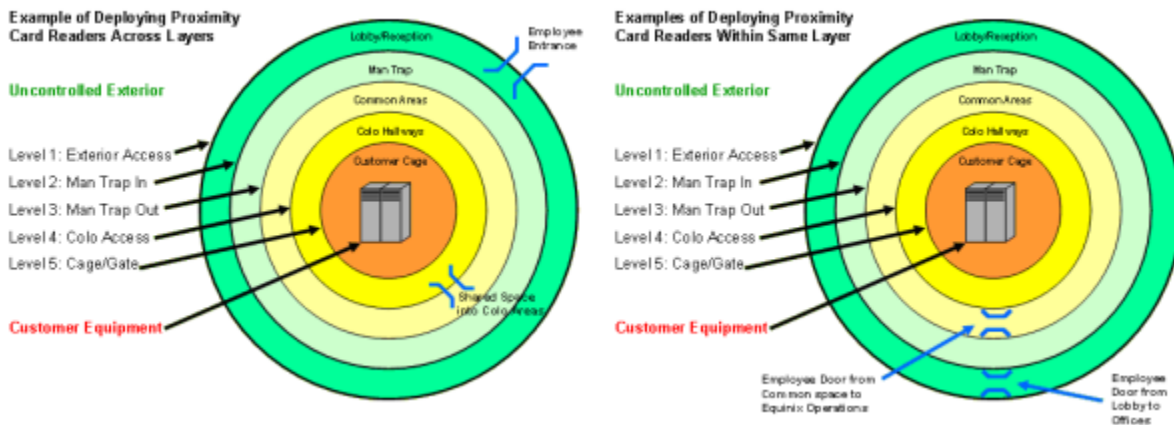 Example of Deploying Proximity
Card Readers Across Layers
Uncontrolled Exterior
Level 1: Exterior Access
Level 2: Man Trap In
Level 3: Man Trap Out
Level 4: Colo Access
Level 5: Cage/Gate
Customer Equipment
Lobby/Reception
Man Trap
Common Areas
Colo Hallways
Customer Cage
Employee
Entrance
Shared Space
into Colo Areas
Examples of Deploying Proximity
Card Readers Within Same Layer
Uncontrolled Exterior
Level 1: Exterior Access
Level 2: Man Trap In
Level 3: Man Trap Out
Level 4: Colo Access
Level 5: Cage/Gate
Customer Equipment
Lobby/Reception
Man Trap
Common Areas
Colo Hallways
Customer Cage
Employee Door from
Common space to
Equinix Operations
Employee
Door from
Lobby to
Offices